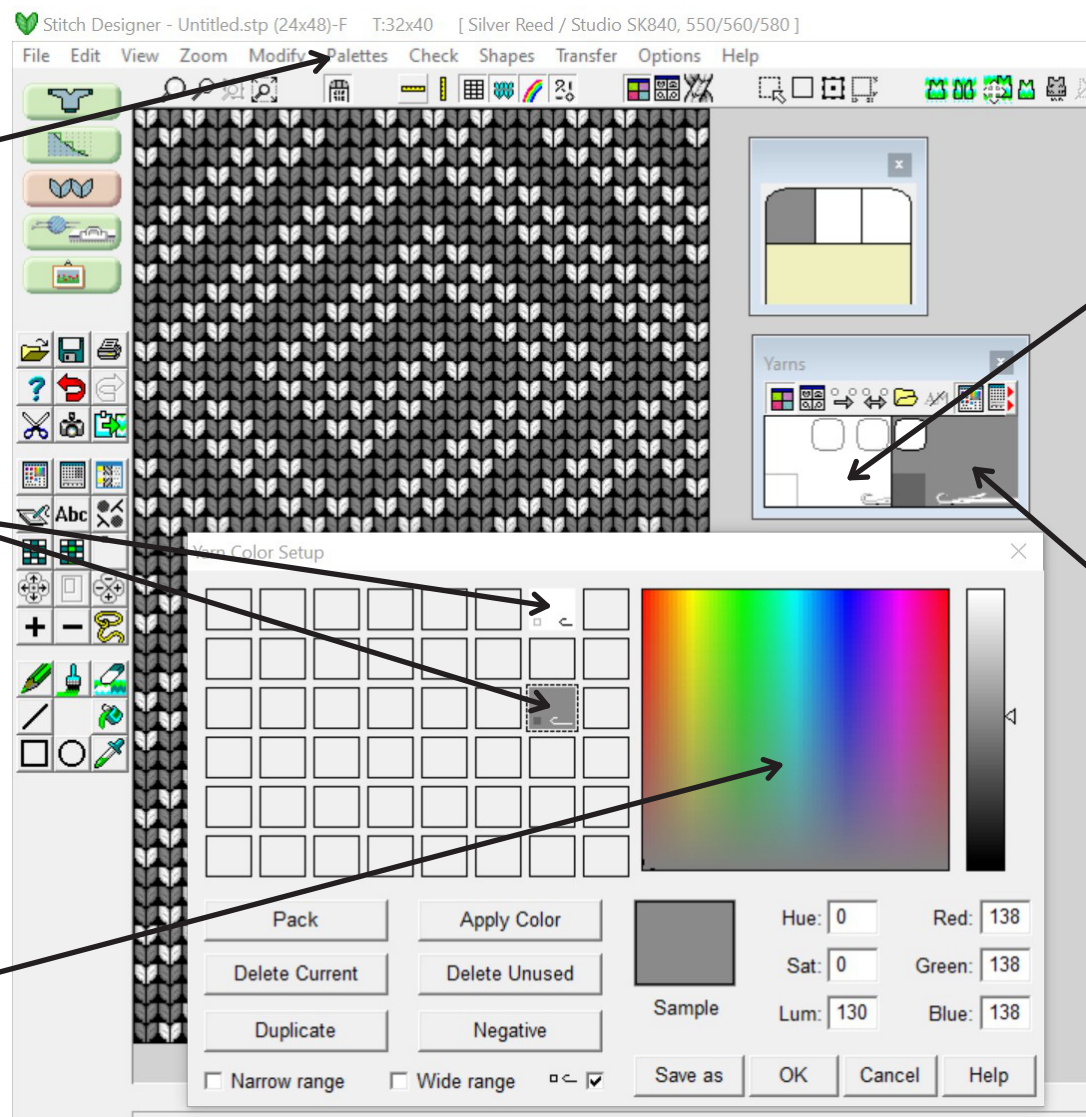 Stitch Designer - Untitled.stp (24x48)-F T:32x40 [ Silver Reed / Studio SK840, 550/560/580 ]
File Edit View Zoom Modify Palettes Check Shapes Transfer Options Help
Yarns
Abc
Yarn Color Setup
Pack Apply Color
Delete Current Delete Unused
Duplicate Negative
Narrow range Wide range
Sample
Hue: 0 Red: 138
Sat: 0 Green: 138
Lum: 130 Blue: 138
Save as OK Cancel Help